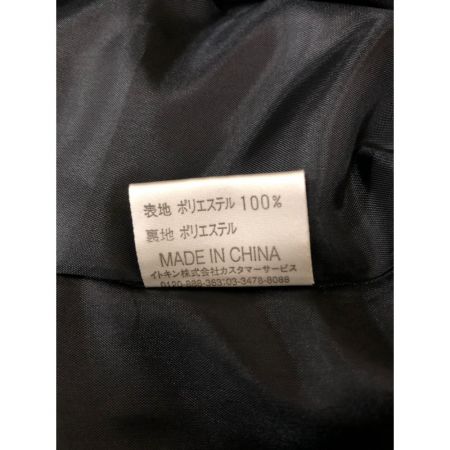 表地 ポリエステル 100%
裏地 ポリエステル
MADE IN CHINA
イトキン株式会社カスタマーサービス
0120-888-363:03-3478-8088